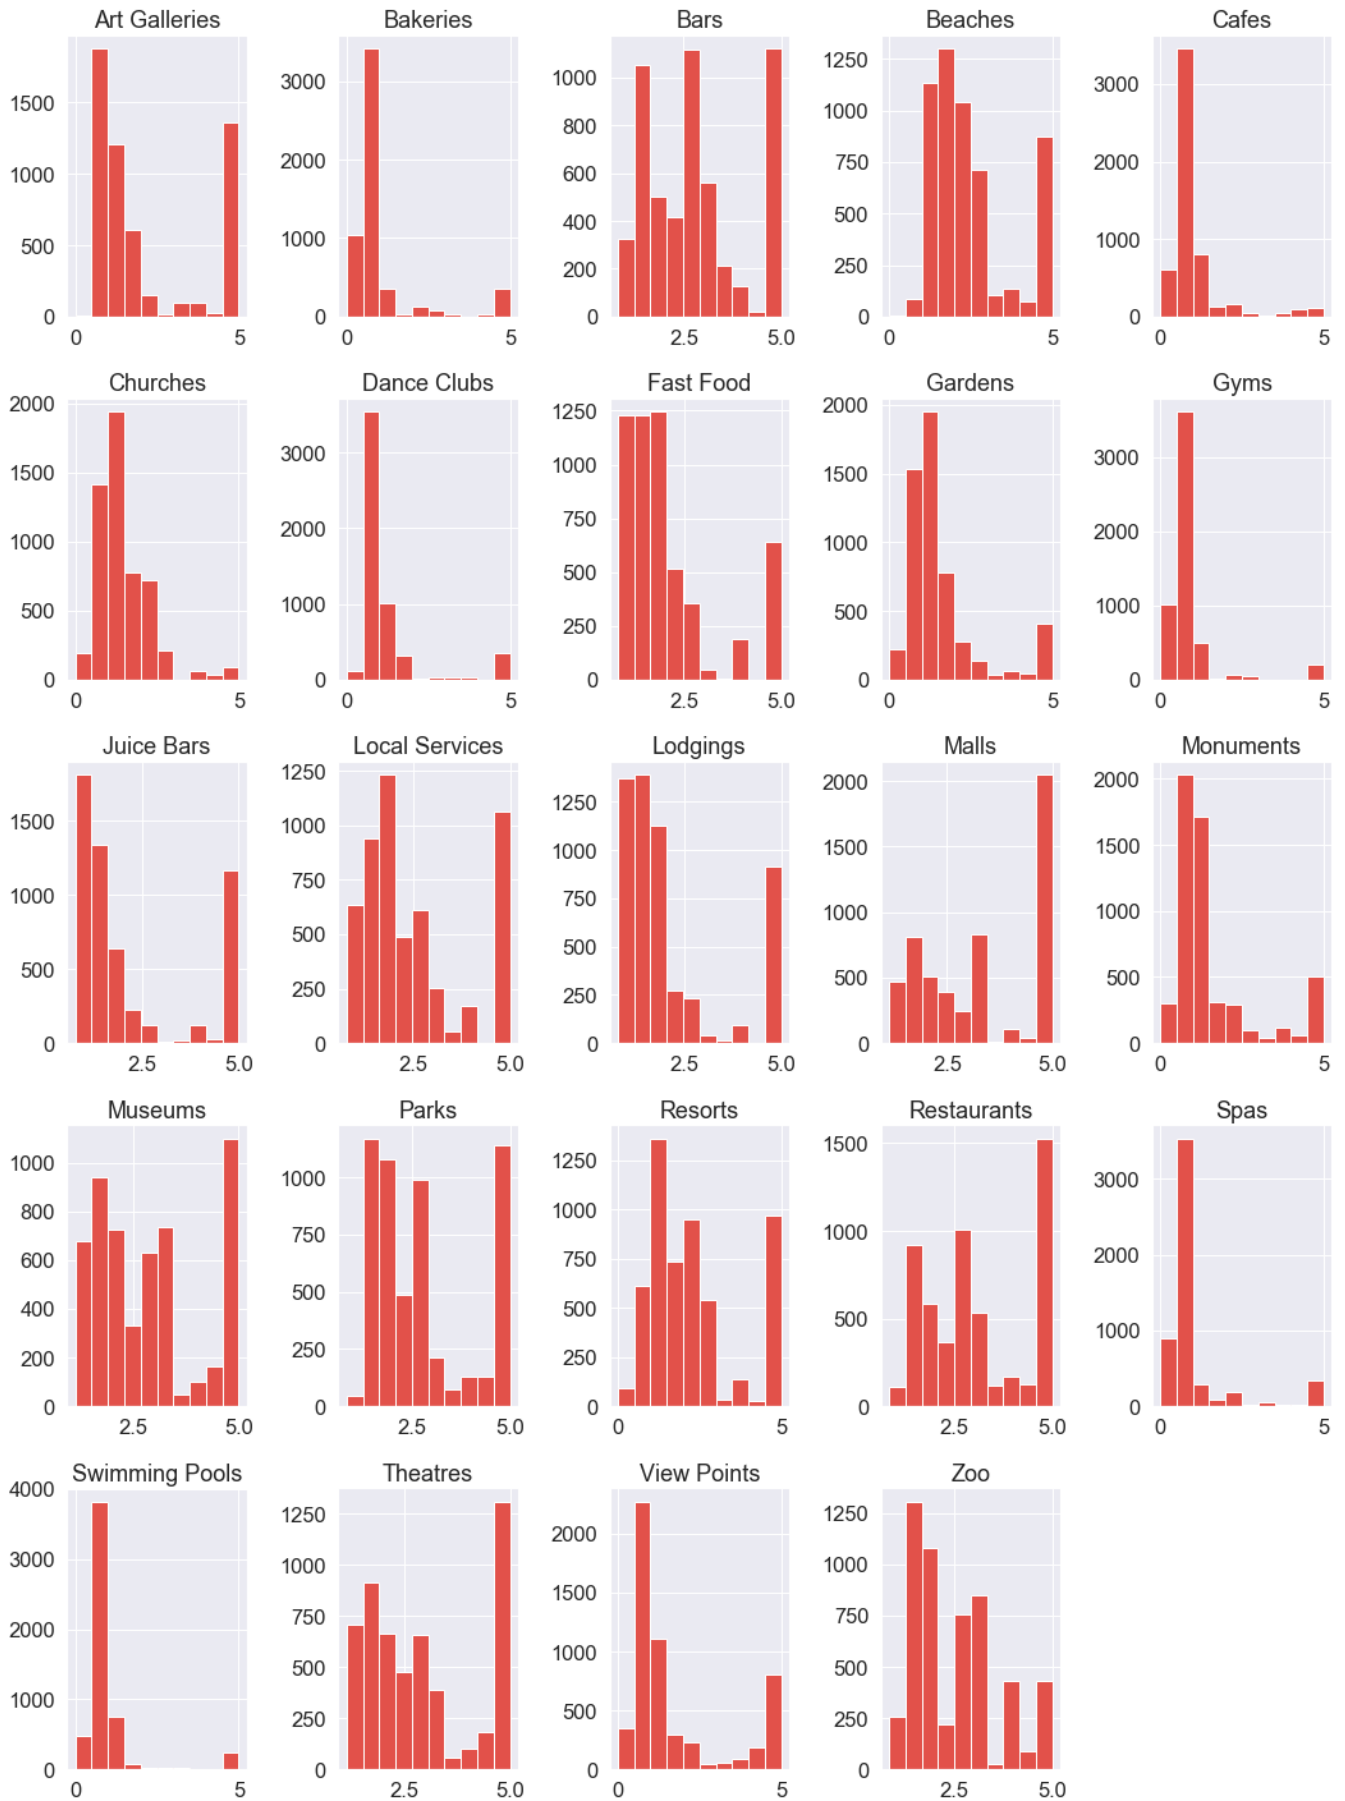 Art Galleries Bakeries Bars Beaches Cafes
1500 1000 500 0 0 5
3000 2000 1000 0 0 5
1000 800 600 400 200 0 2.5 5.0
1250 1000 750 500 250 0 0 5
3000 2000 1000 0 0 5
Churches Dance Clubs Fast Food Gardens Gyms
2000 1500 1000 500 0 0 5
3000 2000 1000 0 0 5
1250 1000 750 500 250 0 2.5 5.0
2000 1500 1000 500 0 0 5
3000 2000 1000 0 0 5
Juice Bars Local Services Lodgings Malls Monuments
1500 1000 500 0 2.5 5.0
1250 1000 750 500 250 0 2.5 5.0
1250 1000 750 500 250 0 2.5 5.0
2000 1500 1000 500 0 2.5 5.0
2000 1500 1000 500 0 0 5
Museums Parks Resorts Restaurants Spas
1000 800 600 400 200 0 2.5 5.0
1000 750 500 250 0 2.5 5.0
1250 1000 750 500 250 0 0 5
1500 1000 500 0 2.5 5.0
3000 2000 1000 0 0 5
Swimming Pools Theatres View Points Zoo
4000 3000 2000 1000 0 0 5
1250 1000 750 500 250 0 2.5 5.0
2000 1500 1000 500 0 0 5
1250 1000 750 500 250 0 2.5 5.0